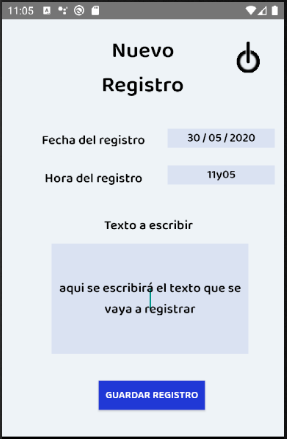 11:05
Nuevo
Registro
Fecha del registro 30 / 05 / 2020
Hora del registro 11y05
Texto a escribir
aqui se escribirá el texto que se
vaya a registrar
GUARDAR REGISTRO